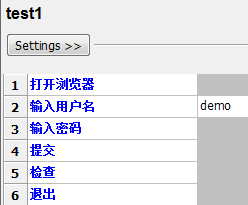 test1
Settings >>
1 打开浏览器
2 输入用户名 demo
3 输入密码
4 提交
5 检查
6 退出